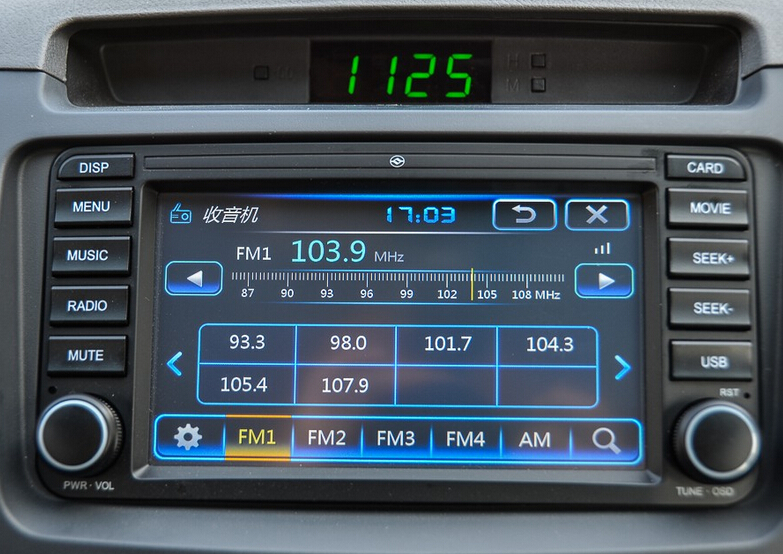 1125
H
M
DISP
CARD
MENU
MOVIE
MUSIC
SEEK+
RADIO
SEEK-
MUTE
USB
RST
PWR·VOL
TUNE·OSD
收音机 17:03
FM1 103.9 MHz
87 90 93 96 99 102 105 108 MHz
93.3 98.0 101.7 104.3
105.4 107.9
FM1 FM2 FM3 FM4 AM